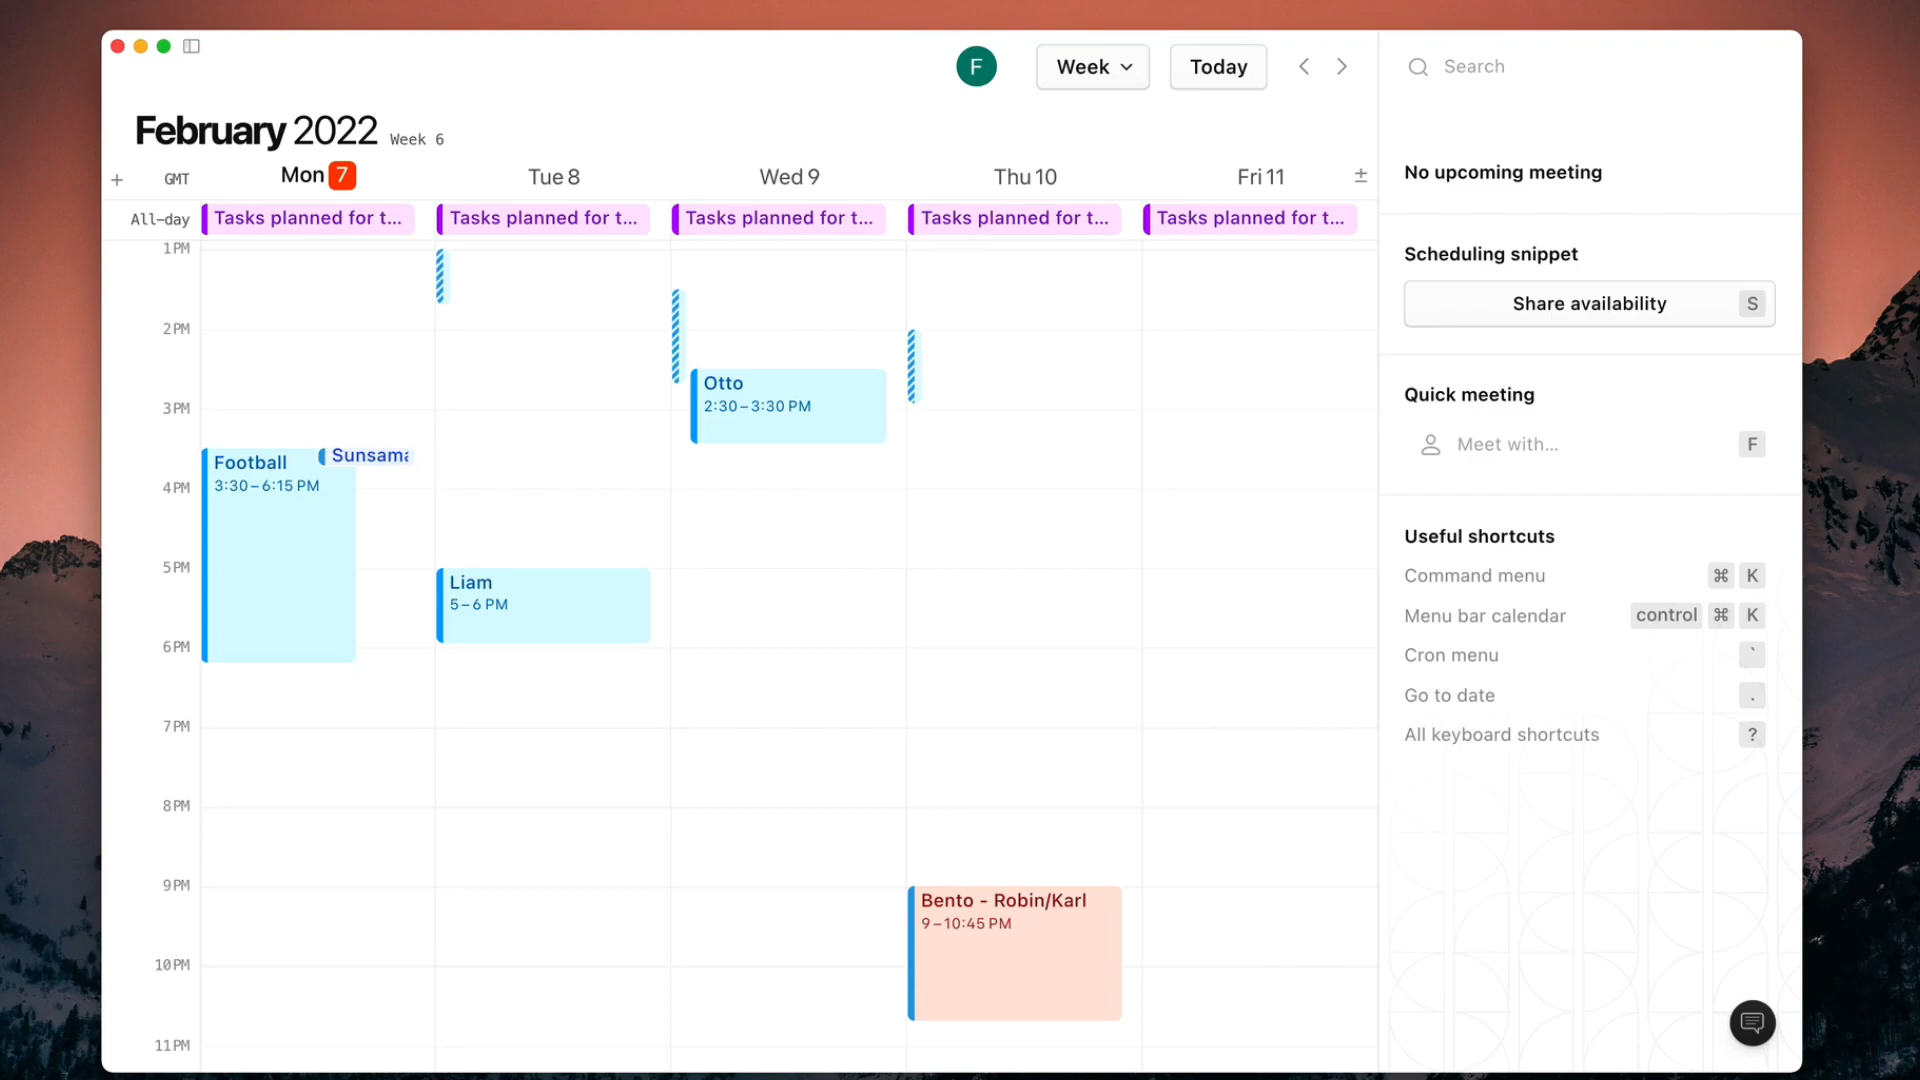 F
Week
Today
Search
February 2022 Week 6
+ GMT Mon 7 Tue 8 Wed 9 Thu 10 Fri 11 ±
All-day Tasks planned for t... Tasks planned for t... Tasks planned for t... Tasks planned for t... Tasks planned for t...
1 PM
2 PM
3 PM
4 PM
5 PM
6 PM
7 PM
8 PM
9 PM
10 PM
11 PM
Football
3:30 – 6:15 PM
Sunsama
Liam
5 – 6 PM
Otto
2:30 – 3:30 PM
Bento - Robin/Karl
9 – 10:45 PM
No upcoming meeting
Scheduling snippet
Share availability S
Quick meeting
Meet with... F
Useful shortcuts
Command menu ⌘ K
Menu bar calendar control ⌘ K
Cron menu `
Go to date .
All keyboard shortcuts ?